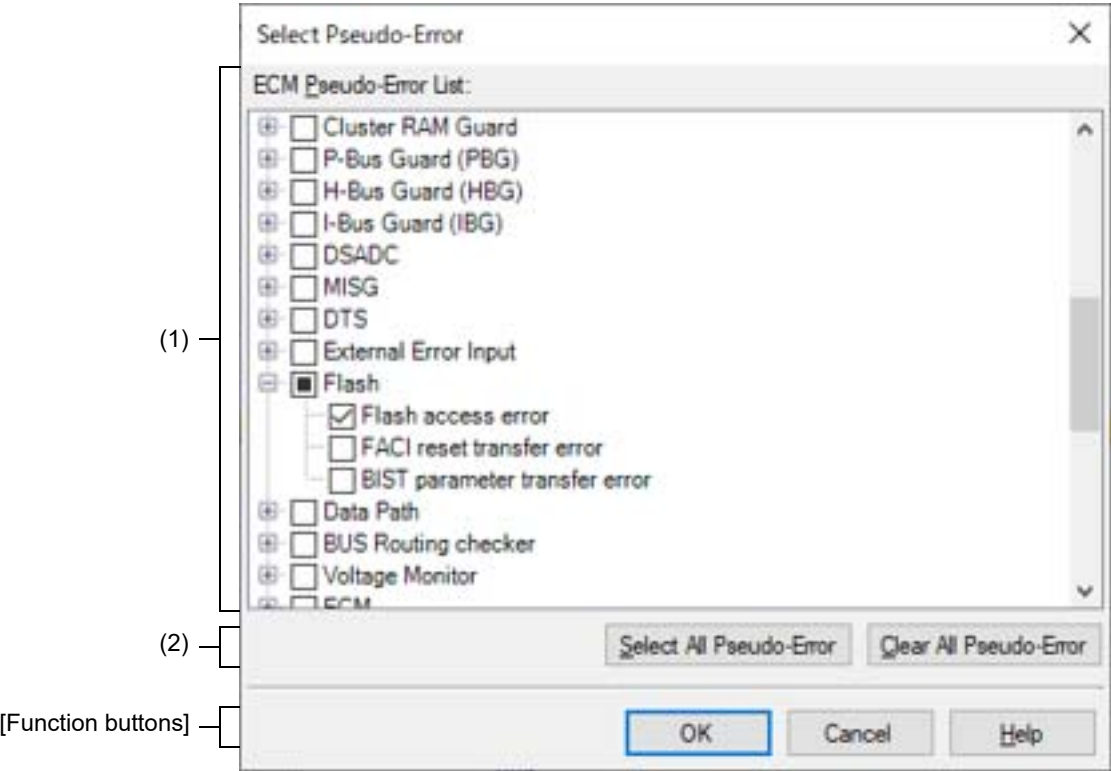 Select Pseudo-Error
ECM Pseudo-Error List:
Cluster RAM Guard
P-Bus Guard (PBG)
H-Bus Guard (HBG)
I-Bus Guard (IBG)
DSADC
MISG
DTS
(1)
External Error Input
Flash
Flash access error
FACI reset transfer error
BIST parameter transfer error
Data Path
BUS Routing checker
Voltage Monitor
ECM
(2)
Select All Pseudo-Error
Clear All Pseudo-Error
[Function buttons]
OK
Cancel
Help